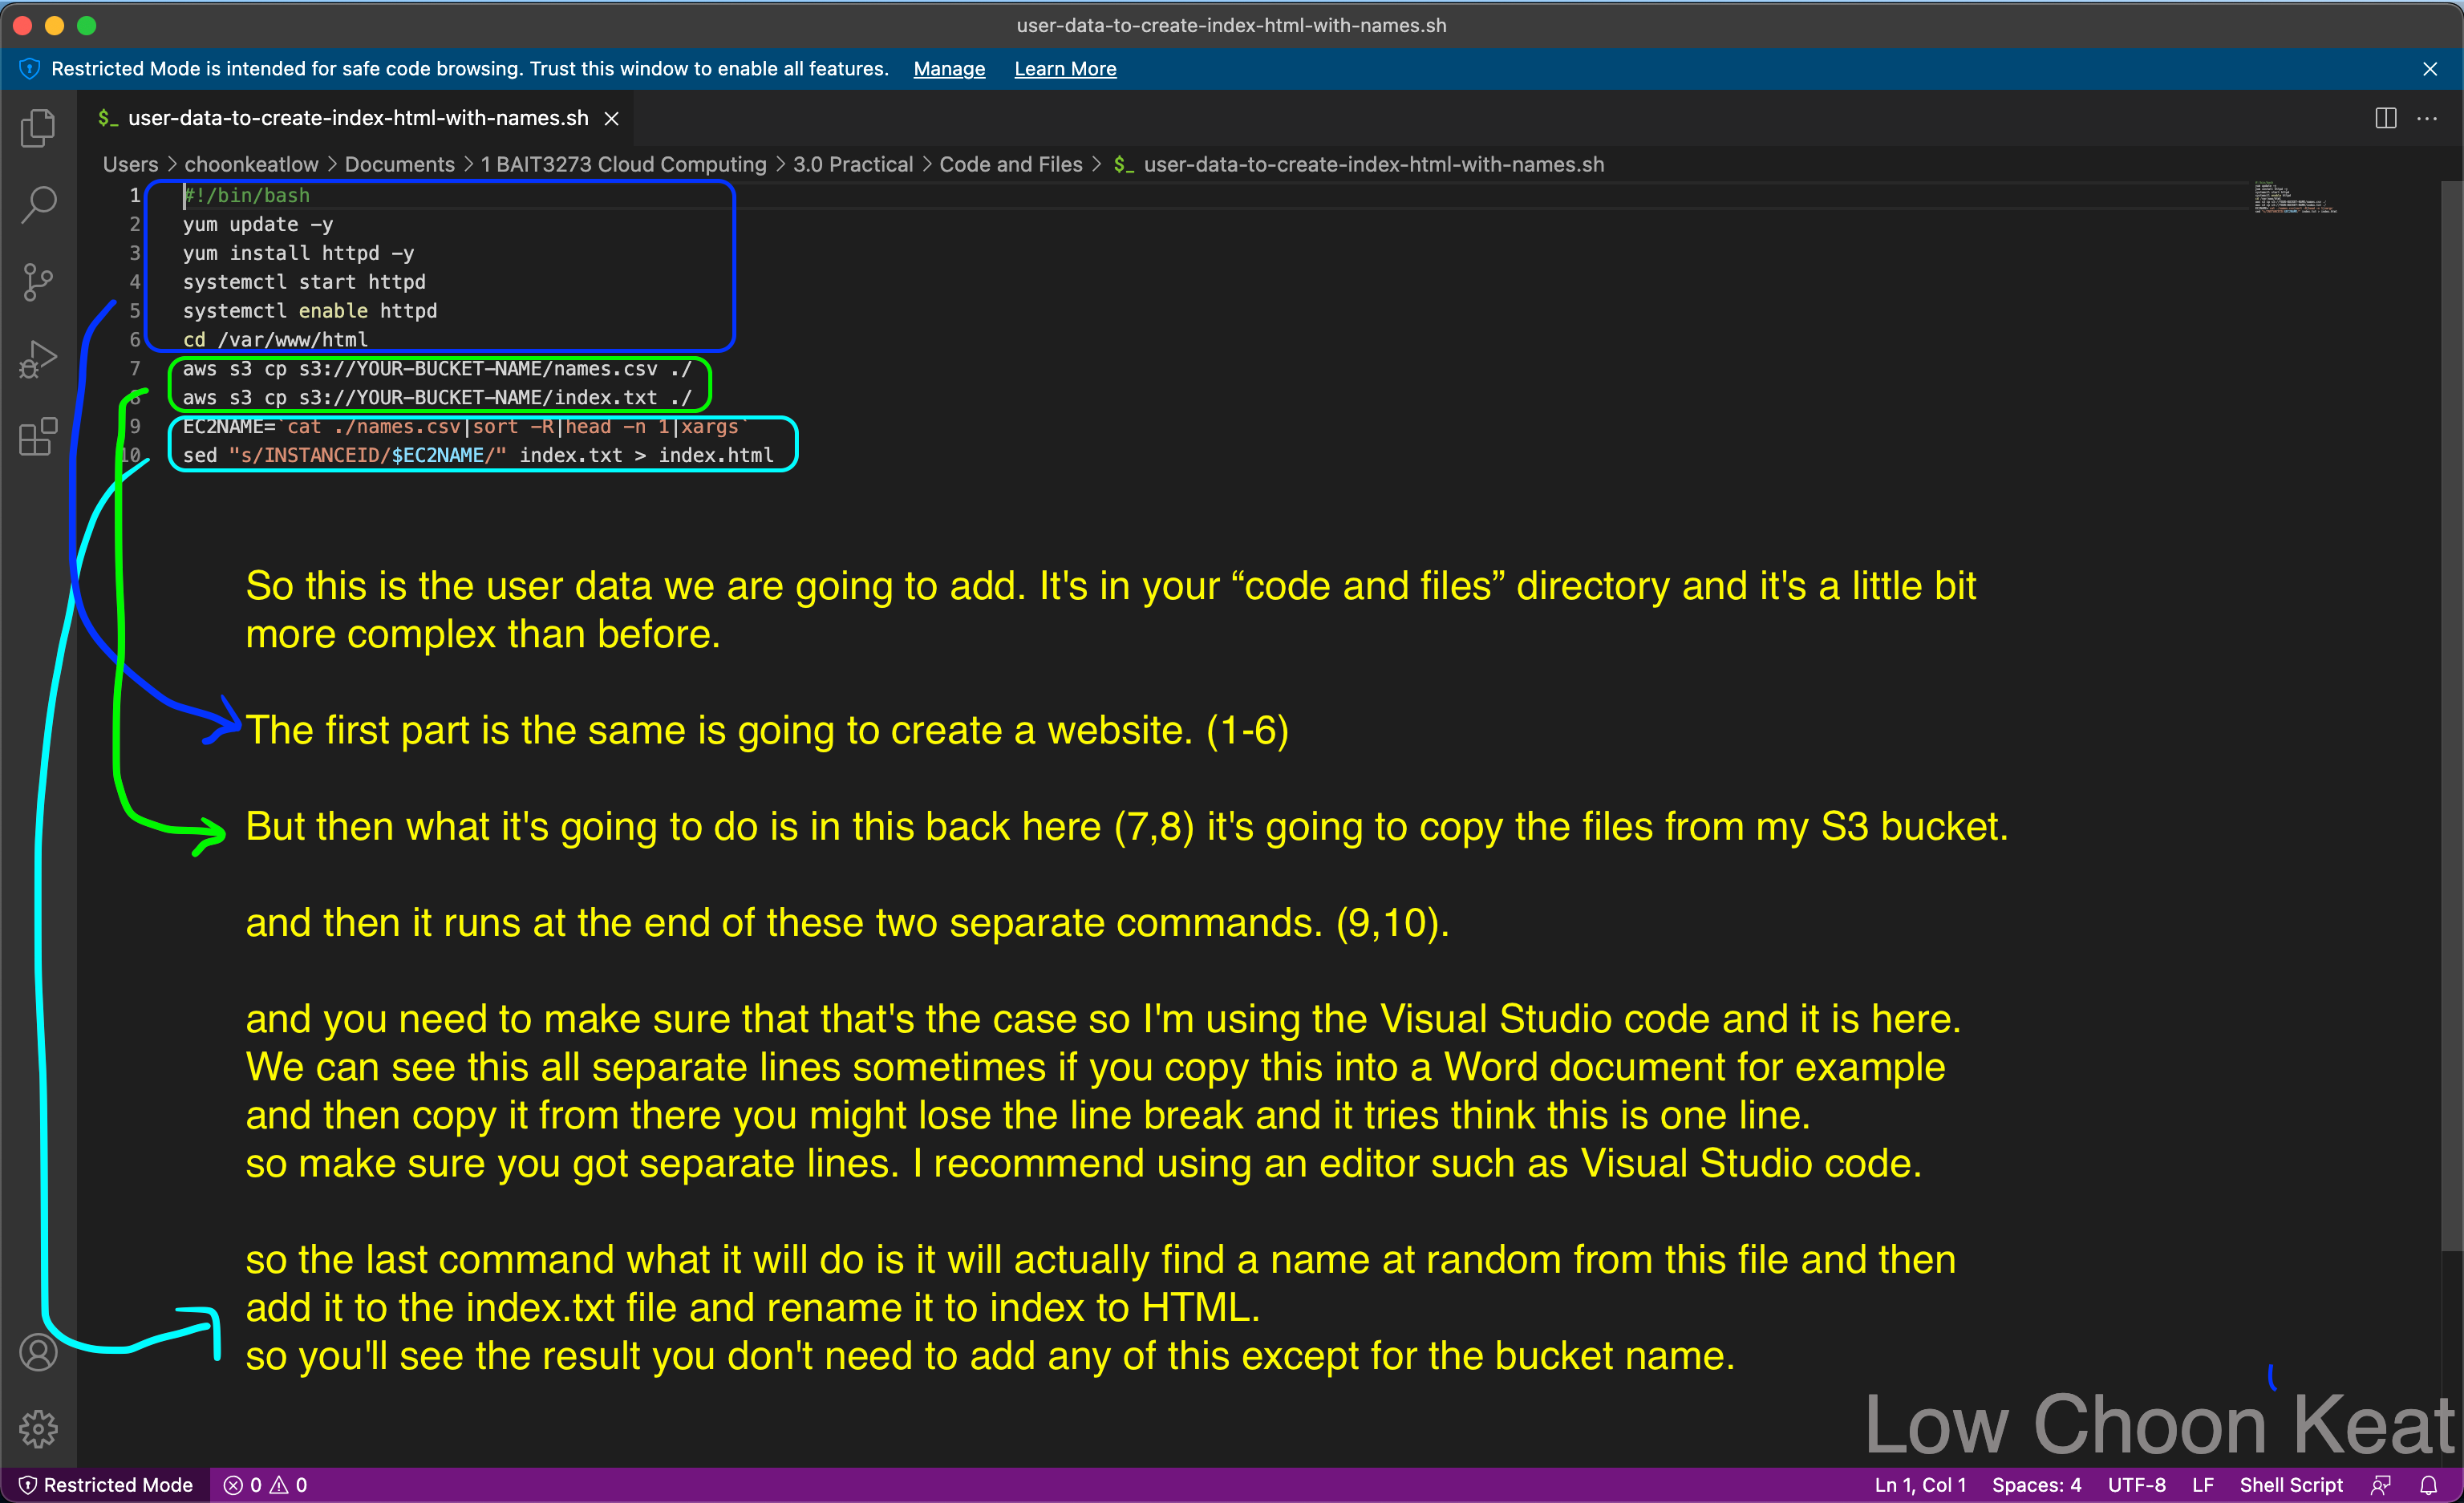 user-data-to-create-index-html-with-names.sh
Restricted Mode is intended for safe code browsing. Trust this window to enable all features. Manage Learn More
$_ user-data-to-create-index-html-with-names.sh
Users > choonkeatlow > Documents > 1 BAIT3273 Cloud Computing > 3.0 Practical > Code and Files > $_ user-data-to-create-index-html-with-names.sh
1 #!/bin/bash
2 yum update -y
3 yum install httpd -y
4 systemctl start httpd
5 systemctl enable httpd
6 cd /var/www/html
7 aws s3 cp s3://YOUR-BUCKET-NAME/names.csv ./
8 aws s3 cp s3://YOUR-BUCKET-NAME/index.txt ./
9 EC2NAME=`cat ./names.csv|sort -R|head -n 1|xargs`
10 sed "s/INSTANCEID/$EC2NAME/" index.txt > index.html
So this is the user data we are going to add. It's in your “code and files” directory and it's a little bit
more complex than before.
The first part is the same is going to create a website. (1-6)
But then what it's going to do is in this back here (7,8) it's going to copy the files from my S3 bucket.
and then it runs at the end of these two separate commands. (9,10).
and you need to make sure that that's the case so I'm using the Visual Studio code and it is here.
We can see this all separate lines sometimes if you copy this into a Word document for example
and then copy it from there you might lose the line break and it tries think this is one line.
so make sure you got separate lines. I recommend using an editor such as Visual Studio code.
so the last command what it will do is it will actually find a name at random from this file and then
add it to the index.txt file and rename it to index to HTML.
so you'll see the result you don't need to add any of this except for the bucket name.
Low Choon Keat
Restricted Mode 0 0 Ln 1, Col 1 Spaces: 4 UTF-8 LF Shell Script